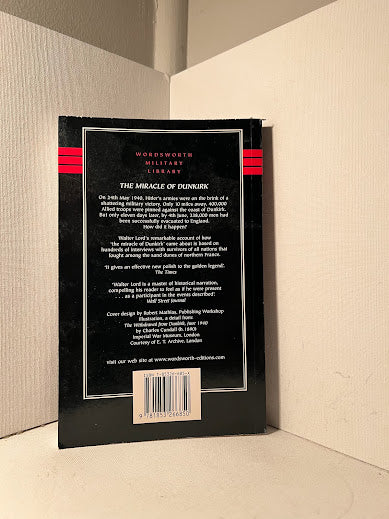 WORDSWORTH
MILITARY
LIBRARY
THE MIRACLE OF DUNKIRK
On 24th May 1940, Hitler's armies were on the brink of a
shattering military victory. Only 10 miles away, 400,000
Allied troops were pinned against the coast of Dunkirk.
But only eleven days later, by 4th June, 338,000 men had
been successfully evacuated to England.
How did it happen?
Walter Lord's remarkable account of how
'the miracle of Dunkirk' came about is based on
hundreds of interviews with survivors of all nations that
fought among the sand dunes of northern France.
'It gives an effective new polish to the golden legend'.
The Times
'Walter Lord is a master of historical narration,
compelling his reader to feel as if he were present
. . . as a participant in the events described'.
Wall Street Journal
Cover design by Robert Mathias, Publishing Workshop
Illustration, a detail from:
The Withdrawal from Dunkirk, June 1940
by Charles Cundall
Imperial War Museum, London
Courtesy of E. T. Archive, London
visit our web site at www.wordsworth-editions.com
ISBN 1-85326-685-X
9 781853 266850